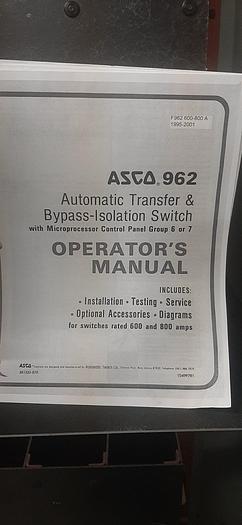 F962 600-800 A
1995-2001
ASCO® 962
Automatic Transfer &
Bypass-Isolation Switch
with Microprocessor Control Panel Group 6 or 7
OPERATOR'S
MANUAL
INCLUDES:
• Installation • Testing • Service
• Optional Accessories • Diagrams
for switches rated 600 and 800 amps
ASCO